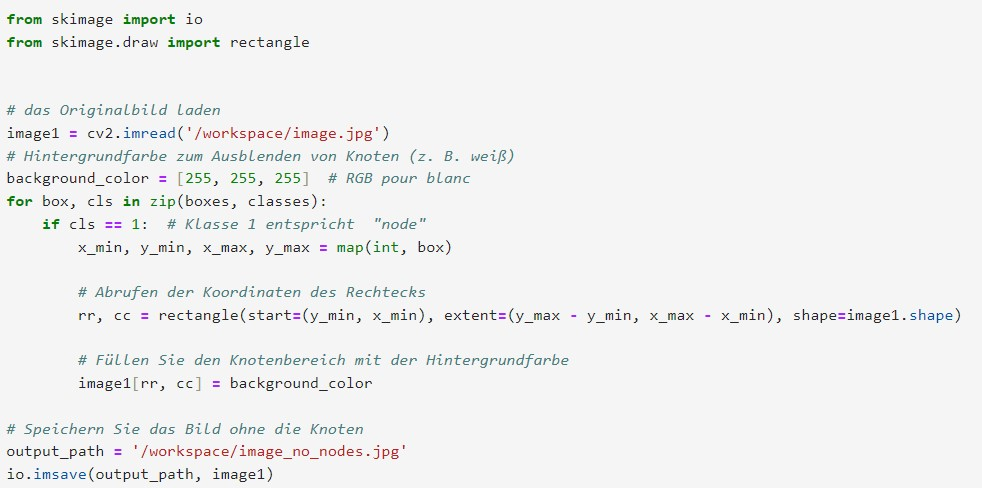 from skimage import io
from skimage.draw import rectangle
# das Originalbild laden
image1 = cv2.imread('/workspace/image.jpg')
# Hintergrundfarbe zum Ausblenden von Knoten (z. B. weiß)
background_color = [255, 255, 255]  # RGB pour blanc
for box, cls in zip(boxes, classes):
    if cls == 1:  # Klasse 1 entspricht  "node"
        x_min, y_min, x_max, y_max = map(int, box)
        # Abrufen der Koordinaten des Rechtecks
        rr, cc = rectangle(start=(y_min, x_min), extent=(y_max - y_min, x_max - x_min), shape=image1.shape)
        # Füllen Sie den Knotenbereich mit der Hintergrundfarbe
        image1[rr, cc] = background_color
# Speichern Sie das Bild ohne die Knoten
output_path = '/workspace/image_no_nodes.jpg'
io.imsave(output_path, image1)